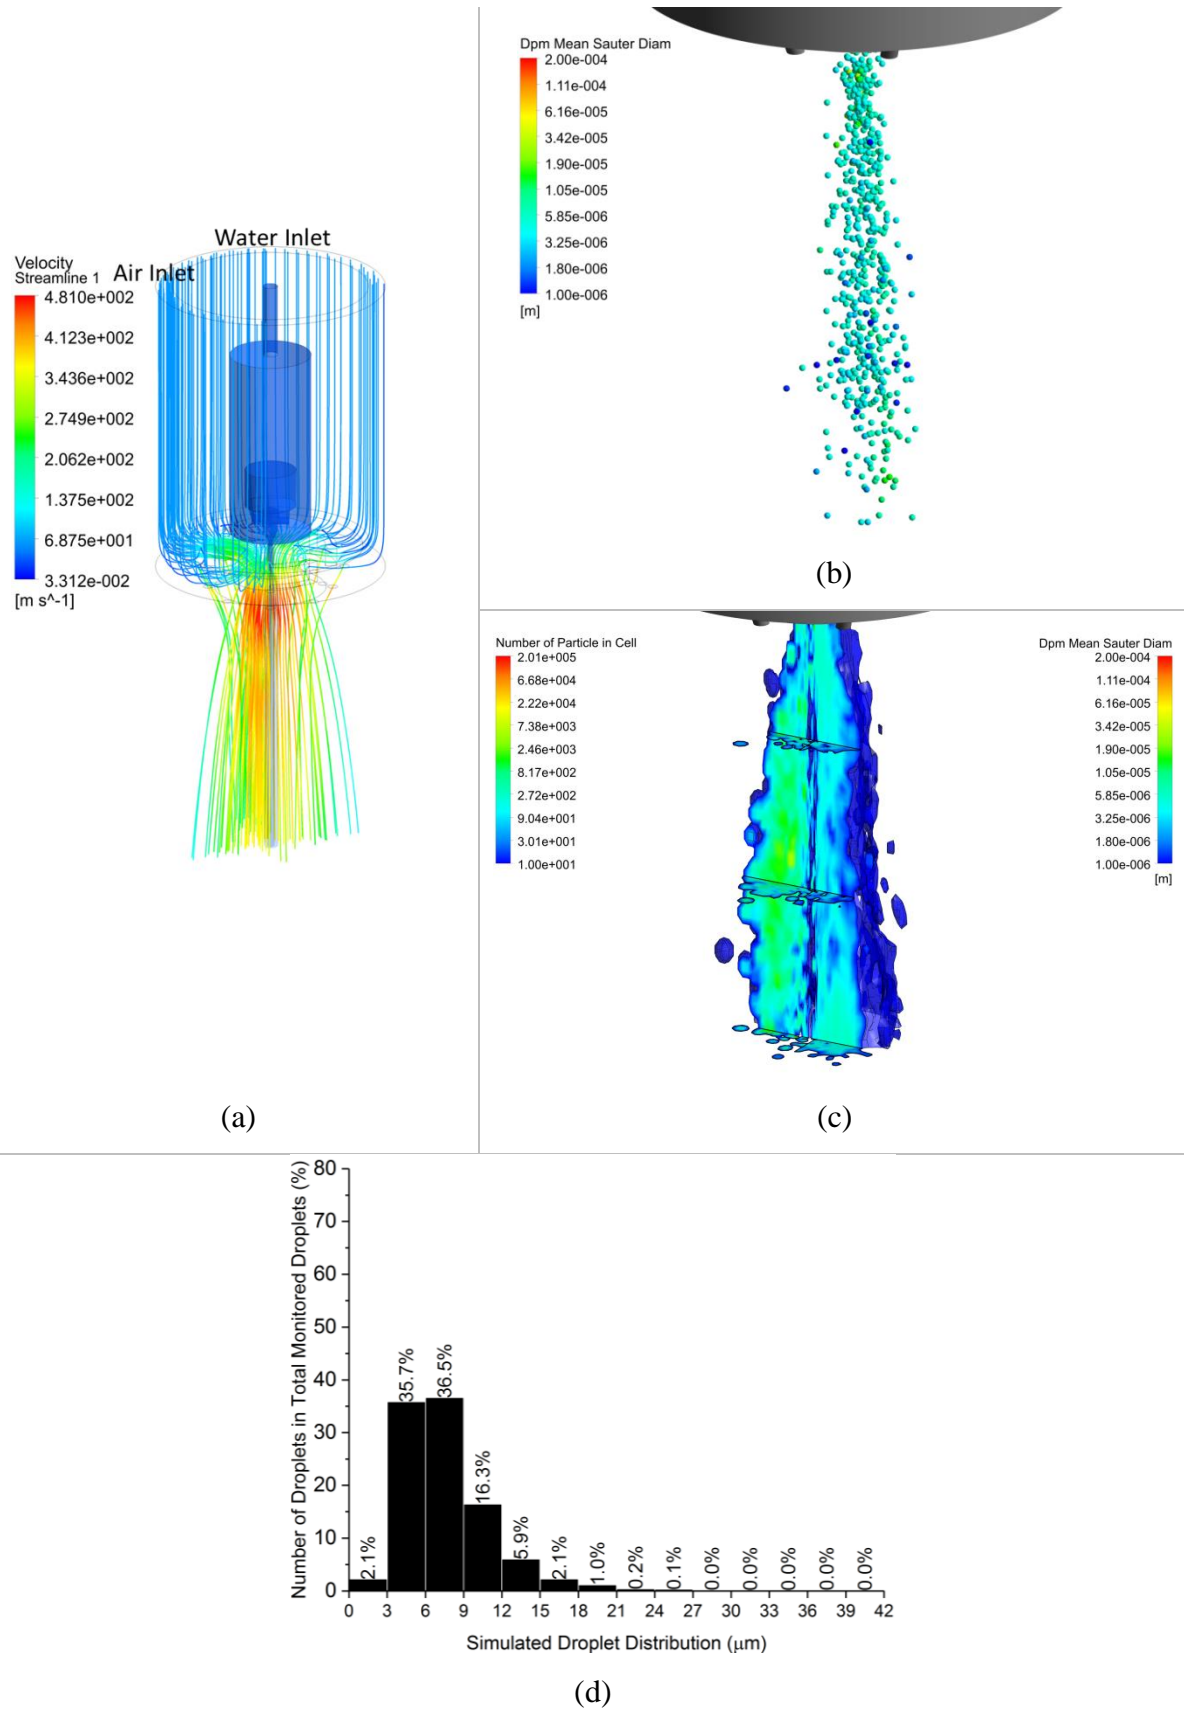 Water Inlet
Velocity
Streamline 1
Air Inlet
4.810e+002
4.123e+002
3.436e+002
2.749e+002
2.062e+002
1.375e+002
6.875e+001
3.312e-002
[m s^-1]
(a)
Dpm Mean Sauter Diam
2.00e-004
1.11e-004
6.16e-005
3.42e-005
1.90e-005
1.05e-005
5.85e-006
3.25e-006
1.80e-006
1.00e-006
[m]
(b)
Number of Particle in Cell
2.01e+005
6.68e+004
2.22e+004
7.38e+003
2.46e+003
8.17e+002
2.72e+002
9.04e+001
3.01e+001
1.00e+001
Dpm Mean Sauter Diam
2.00e-004
1.11e-004
6.16e-005
3.42e-005
1.90e-005
1.05e-005
5.85e-006
3.25e-006
1.80e-006
1.00e-006
[m]
(c)
Number of Droplets in Total Monitored Droplets (%)
80
70
60
50
40
30
20
10
0
2.1%
35.7%
36.5%
16.3%
5.9%
2.1%
1.0%
0.2%
0.1%
0.0%
0.0%
0.0%
0.0%
0.0%
0 3 6 9 12 15 18 21 24 27 30 33 36 39 42
Simulated Droplet Distribution (μm)
(d)